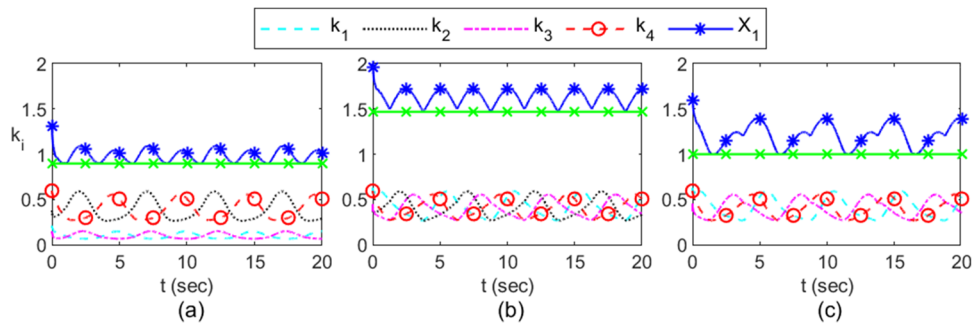 k1 k2 k3 k4 X1
2 2 2
1.5 1.5 1.5
ki 1 1 1
0.5 0.5 0.5
0 0 0
0 5 10 15 20 0 5 10 15 20 0 5 10 15 20
t (sec) t (sec) t (sec)
(a) (b) (c)